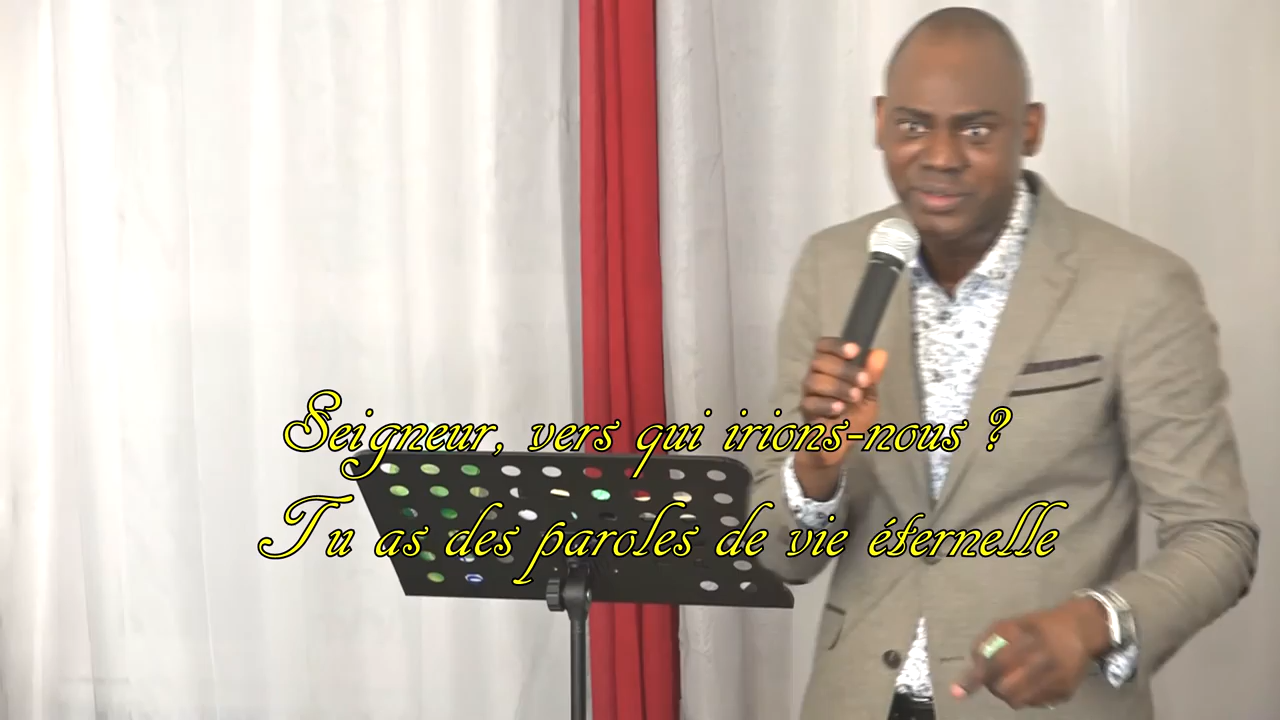 Seigneur, vers qui irions-nous ?
Tu as des paroles de vie éternelle